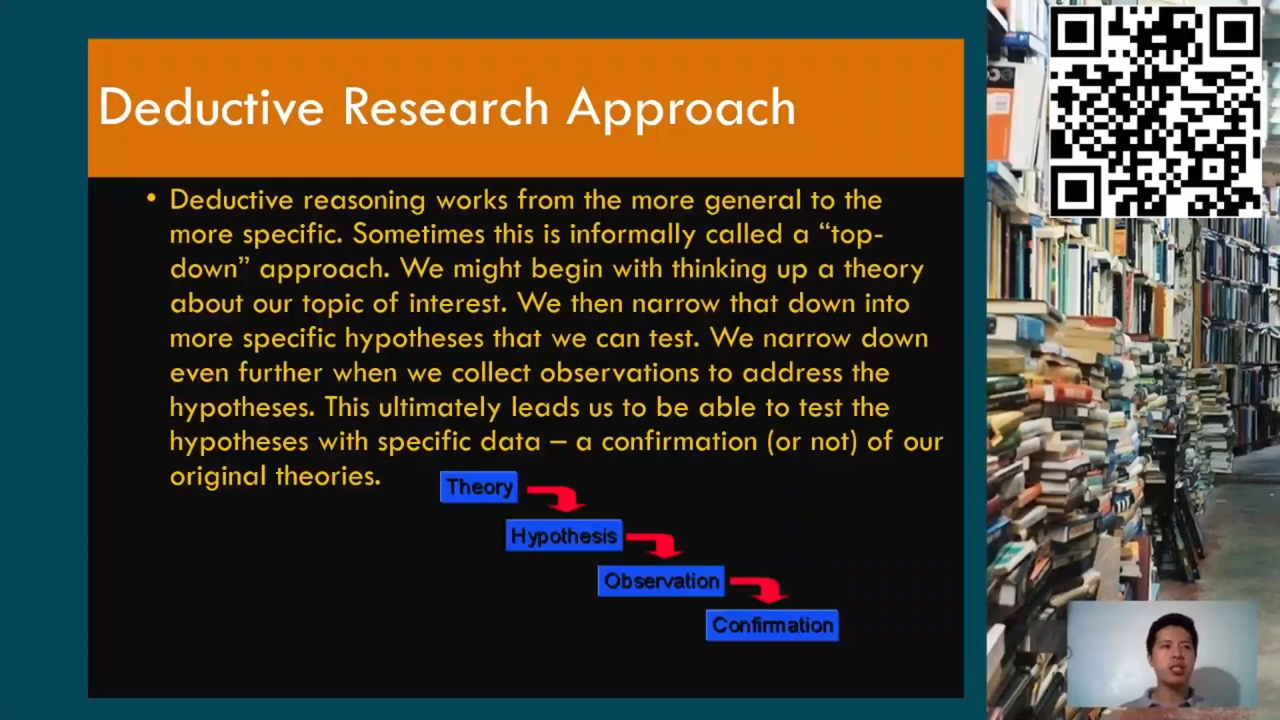 Deductive Research Approach
• Deductive reasoning works from the more general to the
more specific. Sometimes this is informally called a “top-
down” approach. We might begin with thinking up a theory
about our topic of interest. We then narrow that down into
more specific hypotheses that we can test. We narrow down
even further when we collect observations to address the
hypotheses. This ultimately leads us to be able to test the
hypotheses with specific data – a confirmation (or not) of our
original theories.
Theory
Hypothesis
Observation
Confirmation